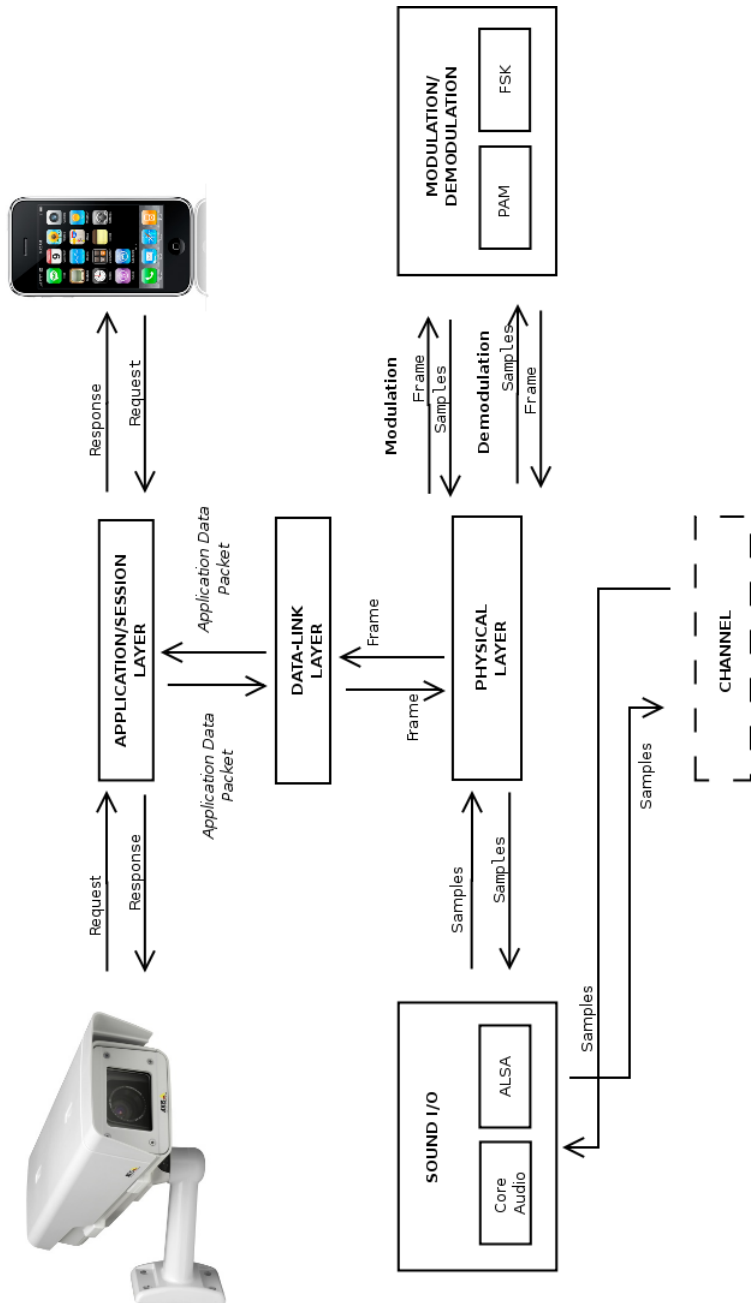 Request
Response
Response
Request
APPLICATION/SESSION
LAYER
Application Data
Packet
Application Data
Packet
DATA-LINK
LAYER
Frame
Frame
SOUND I/O
Core
Audio
ALSA
Samples
Samples
PHYSICAL
LAYER
Modulation
Frame
Samples
Demodulation
Samples
Frame
MODULATION/
DEMODULATION
PAM
FSK
Samples
Samples
CHANNEL
AXIS